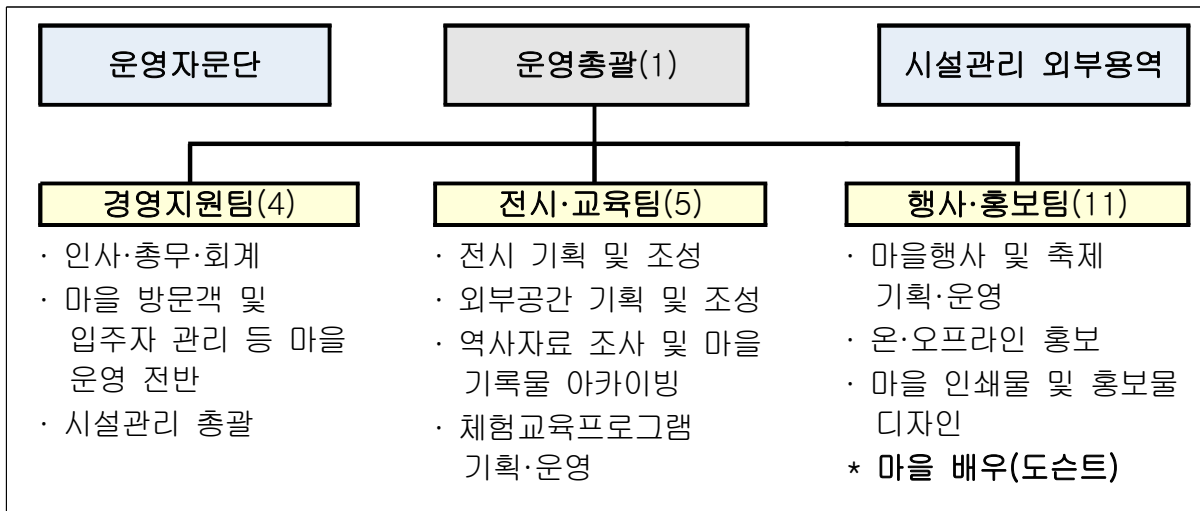 운영자문단
운영총괄(1)
시설관리 외부용역
경영지원팀(4)
· 인사·총무·회계
· 마을 방문객 및
입주자 관리 등 마을
운영 전반
· 시설관리 총괄
전시·교육팀(5)
· 전시 기획 및 조성
· 외부공간 기획 및 조성
· 역사자료 조사 및 마을
기록물 아카이빙
· 체험교육프로그램
기획·운영
행사·홍보팀(11)
· 마을행사 및 축제
기획·운영
· 온·오프라인 홍보
· 마을 인쇄물 및 홍보물
디자인
* 마을 배우(도슨트)